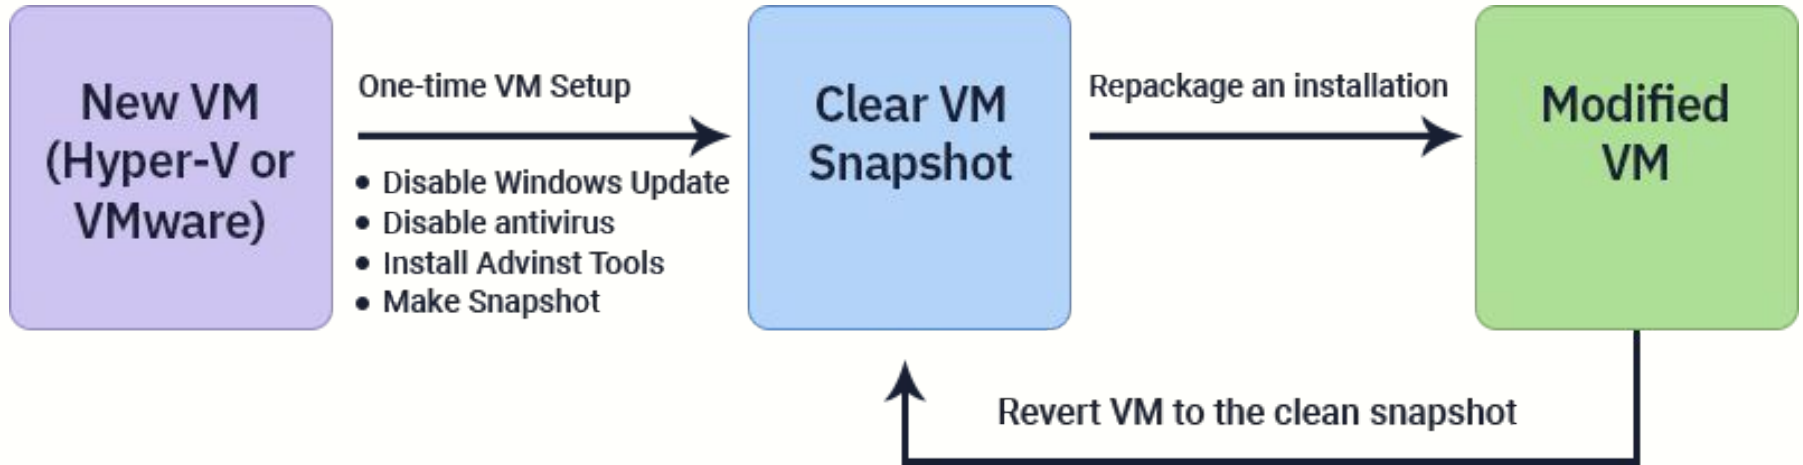 New VM
(Hyper-V or
VMware)
One-time VM Setup
• Disable Windows Update
• Disable antivirus
• Install Advinst Tools
• Make Snapshot
Clear VM
Snapshot
Repackage an installation
Modified
VM
Revert VM to the clean snapshot